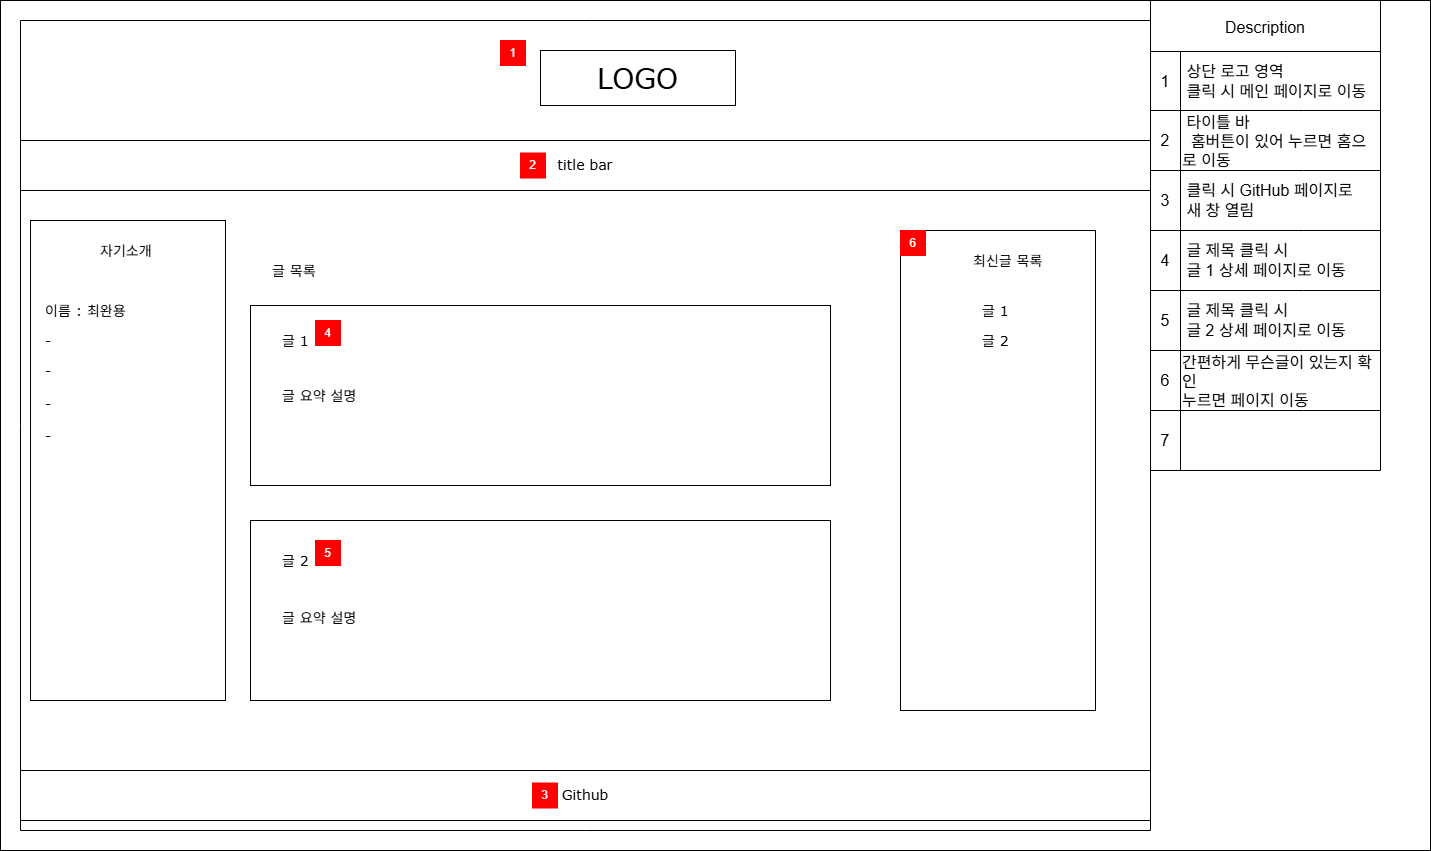 1
LOGO
2 title bar
자기소개
이름 : 최완용
-
-
-
-
글 목록
글 1 4
글 요약 설명
글 2 5
글 요약 설명
6
최신글 목록
글 1
글 2
3 Github
Description
1
상단 로고 영역
클릭 시 메인 페이지로 이동
2
타이틀 바
홈버튼이 있어 누르면 홈으
로 이동
3
클릭 시 GitHub 페이지로
새 창 열림
4
글 제목 클릭 시
글 1 상세 페이지로 이동
5
글 제목 클릭 시
글 2 상세 페이지로 이동
6
간편하게 무슨글이 있는지 확
인
누르면 페이지 이동
7